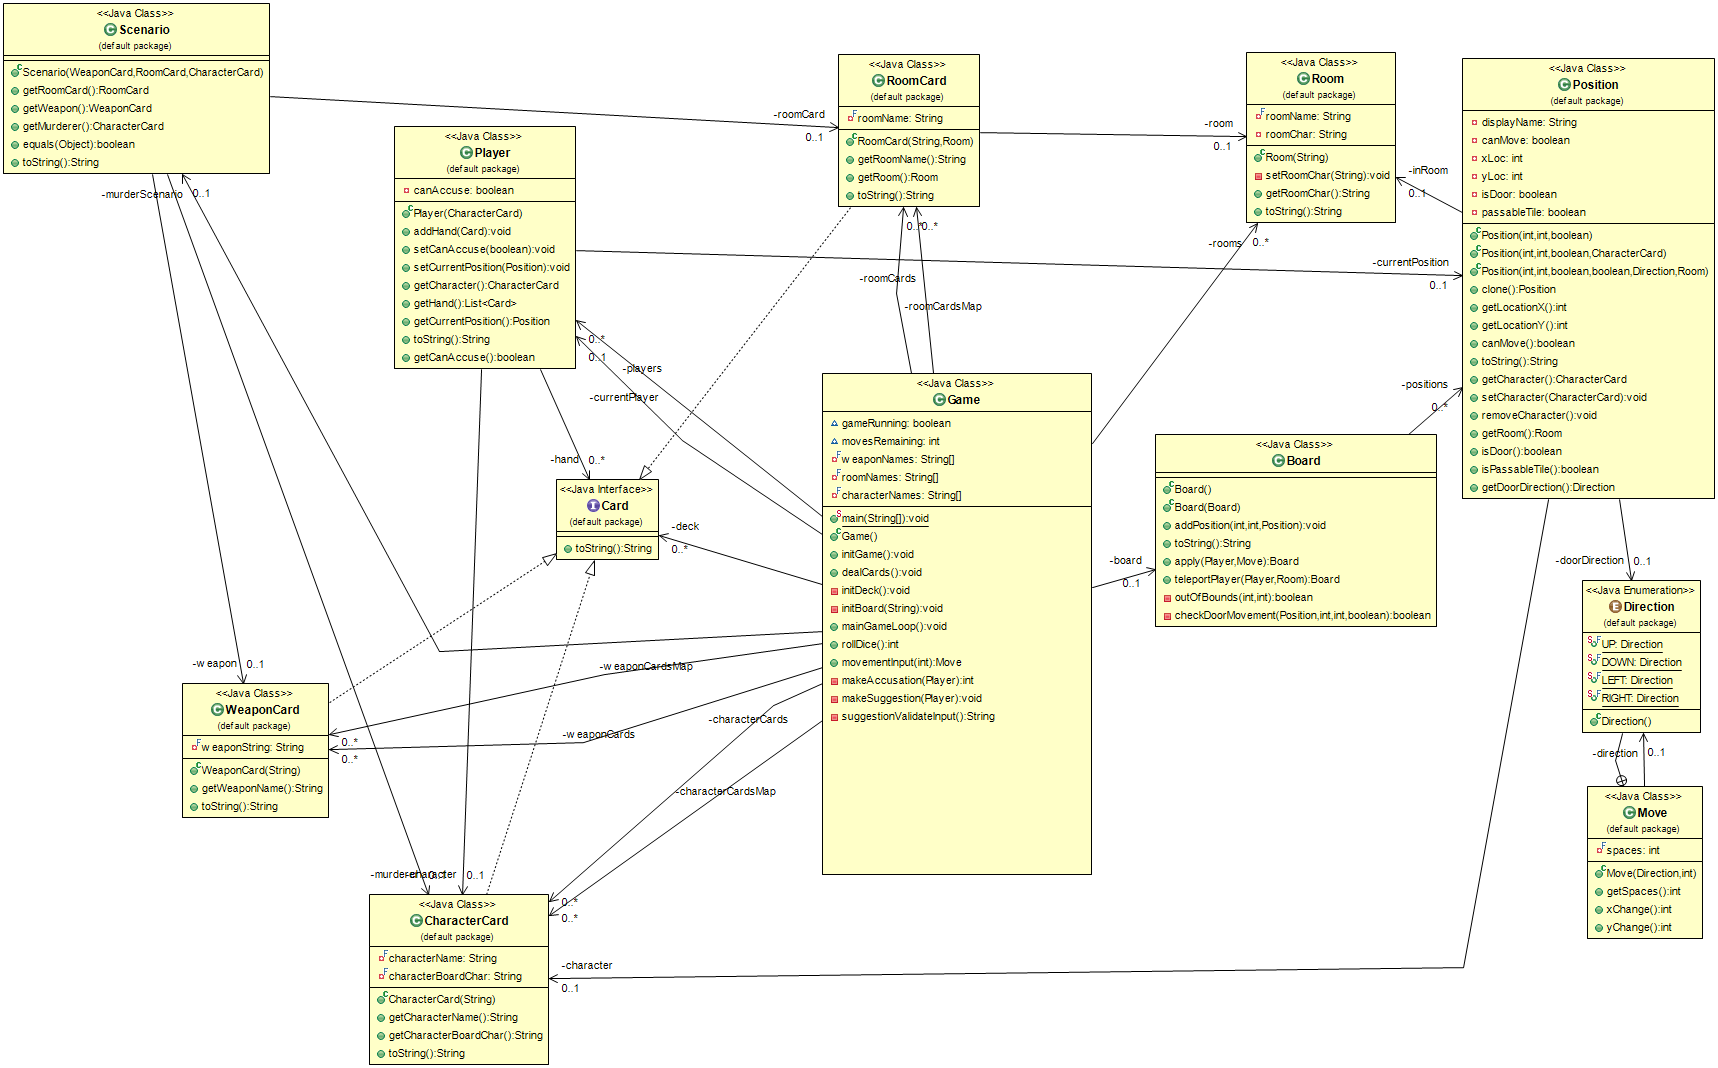 <<Java Class>>
Scenario
(default package)
Scenario(WeaponCard,RoomCard,CharacterCard)
getRoomCard():RoomCard
getWeapon():WeaponCard
getMurderer():CharacterCard
equals(Object):boolean
toString():String
<<Java Class>>
Player
(default package)
canAccuse: boolean
Player(CharacterCard)
addHand(Card):void
setCanAccuse(boolean):void
setCurrentPosition(Position):void
getCharacter():CharacterCard
getHand():List<Card>
getCurrentPosition():Position
toString():String
getCanAccuse():boolean
<<Java Class>>
RoomCard
(default package)
roomName: String
RoomCard(String,Room)
getRoomName():String
getRoom():Room
toString():String
<<Java Class>>
Room
(default package)
roomName: String
roomChar: String
Room(String)
setRoomChar(String):void
getRoomChar():String
toString():String
<<Java Class>>
Position
(default package)
displayName: String
canMove: boolean
xLoc: int
yLoc: int
isDoor: boolean
passableTile: boolean
Position(int,int,boolean)
Position(int,int,boolean,CharacterCard)
Position(int,int,boolean,boolean,Direction,Room)
clone():Position
getLocationX():int
getLocationY():int
canMove():boolean
toString():String
getCharacter():CharacterCard
setCharacter(CharacterCard):void
removeCharacter():void
getRoom():Room
isDoor():boolean
isPassableTile():boolean
getDoorDirection():Direction
-roomCard
0..1
-room
0..1
-inRoom
0..1
-murderScenario
0..1
-currentPosition
0..1
-rooms
0..*
0..*
0..*
-roomCards
-roomCardsMap
0..*
0..1
-players
-currentPlayer
-positions
0..*
<<Java Class>>
Game
(default package)
gameRunning: boolean
movesRemaining: int
weaponNames: String[]
roomNames: String[]
characterNames: String[]
main(String[]):void
Game()
initGame():void
dealCards():void
initDeck():void
initBoard(String):void
mainGameLoop():void
rollDice():int
movementInput(int):Move
makeAccusation(Player):int
makeSuggestion(Player):void
suggestionValidateInput():String
<<Java Class>>
Board
(default package)
Board()
Board(Board)
addPosition(int,int,Position):void
toString():String
apply(Player,Move):Board
teleportPlayer(Player,Room):Board
outOfBounds(int,int):boolean
checkDoorMovement(Position,int,int,boolean):boolean
-hand
0..*
<<Java Interface>>
Card
(default package)
toString():String
-deck
0..*
-board
0..1
-doorDirection
0..1
<<Java Enumeration>>
Direction
(default package)
UP: Direction
DOWN: Direction
LEFT: Direction
RIGHT: Direction
Direction()
-direction
0..1
<<Java Class>>
Move
(default package)
spaces: int
Move(Direction,int)
getSpaces():int
xChange():int
yChange():int
-weapon
0..1
<<Java Class>>
WeaponCard
(default package)
weaponString: String
WeaponCard(String)
getWeaponName():String
toString():String
-weaponCardsMap
0..*
-weaponCards
0..*
-characterCards
-characterCardsMap
0..*
0..*
-character
0..1
<<Java Class>>
CharacterCard
(default package)
characterName: String
characterBoardChar: String
CharacterCard(String)
getCharacterName():String
getCharacterBoardChar():String
toString():String
-character
0..1